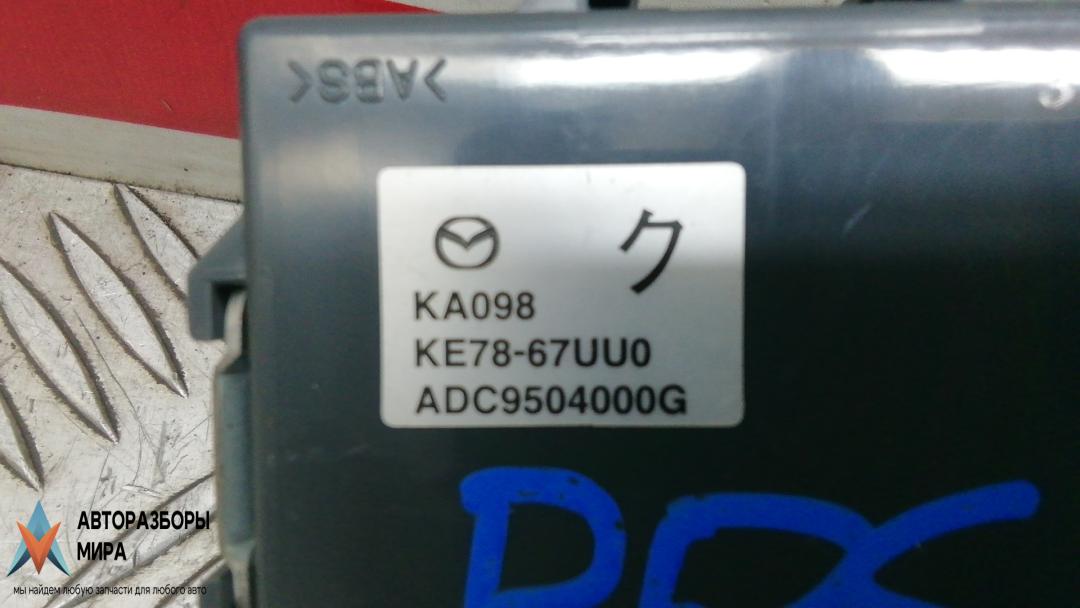 >ABS<
ク
KA098
KE78-67UU0
ADC9504000G
АВТОРАЗБОРЫ
МИРА
мы найдем любую запчасти для любого авто